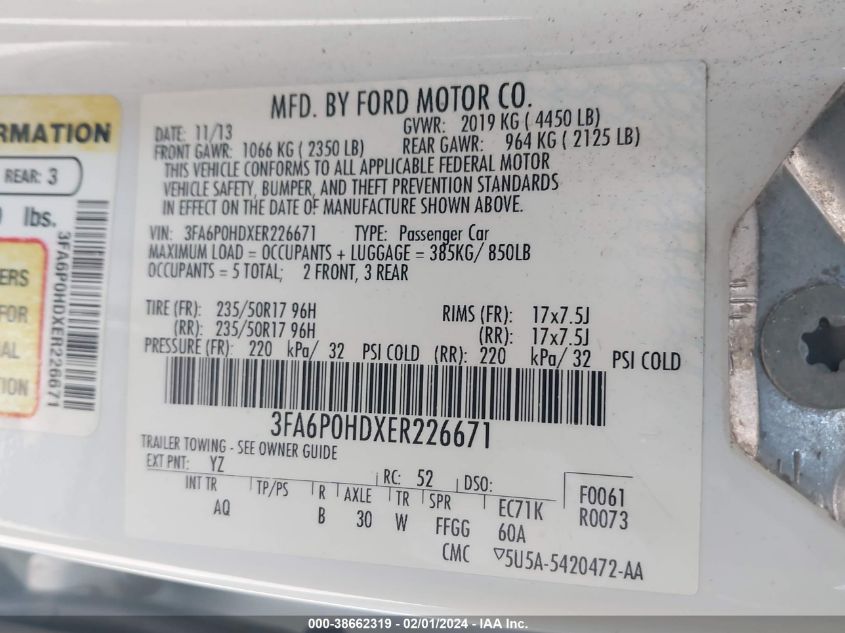 RMATION
REAR: 3
lbs.
3FA6P0HDXER226671
ERS
FOR
AL
ION
MFD. BY FORD MOTOR CO.
DATE: 11/13 GVWR: 2019 KG ( 4450 LB)
FRONT GAWR: 1066 KG ( 2350 LB) REAR GAWR: 964 KG ( 2125 LB)
THIS VEHICLE CONFORMS TO ALL APPLICABLE FEDERAL MOTOR
VEHICLE SAFETY, BUMPER, AND THEFT PREVENTION STANDARDS
IN EFFECT ON THE DATE OF MANUFACTURE SHOWN ABOVE.
VIN: 3FA6P0HDXER226671 TYPE: Passenger Car
MAXIMUM LOAD = OCCUPANTS + LUGGAGE = 385KG/ 850LB
OCCUPANTS = 5 TOTAL; 2 FRONT, 3 REAR
TIRE (FR): 235/50R17 96H RIMS (FR): 17x7.5J
(RR): 235/50R17 96H (RR): 17x7.5J
PRESSURE (FR): 220 kPa/ 32 PSI COLD (RR): 220 kPa/ 32 PSI COLD
3FA6P0HDXER226671
TRAILER TOWING - SEE OWNER GUIDE
EXT PNT: YZ RC: 52 DSO:
INT TR TP/PS R AXLE TR SPR EC71K F0061
AQ B 30 W FFGG 60A R0073
CMC ▽5U5A-5420472-AA
000-38662319 - 02/01/2024 - IAAI.com